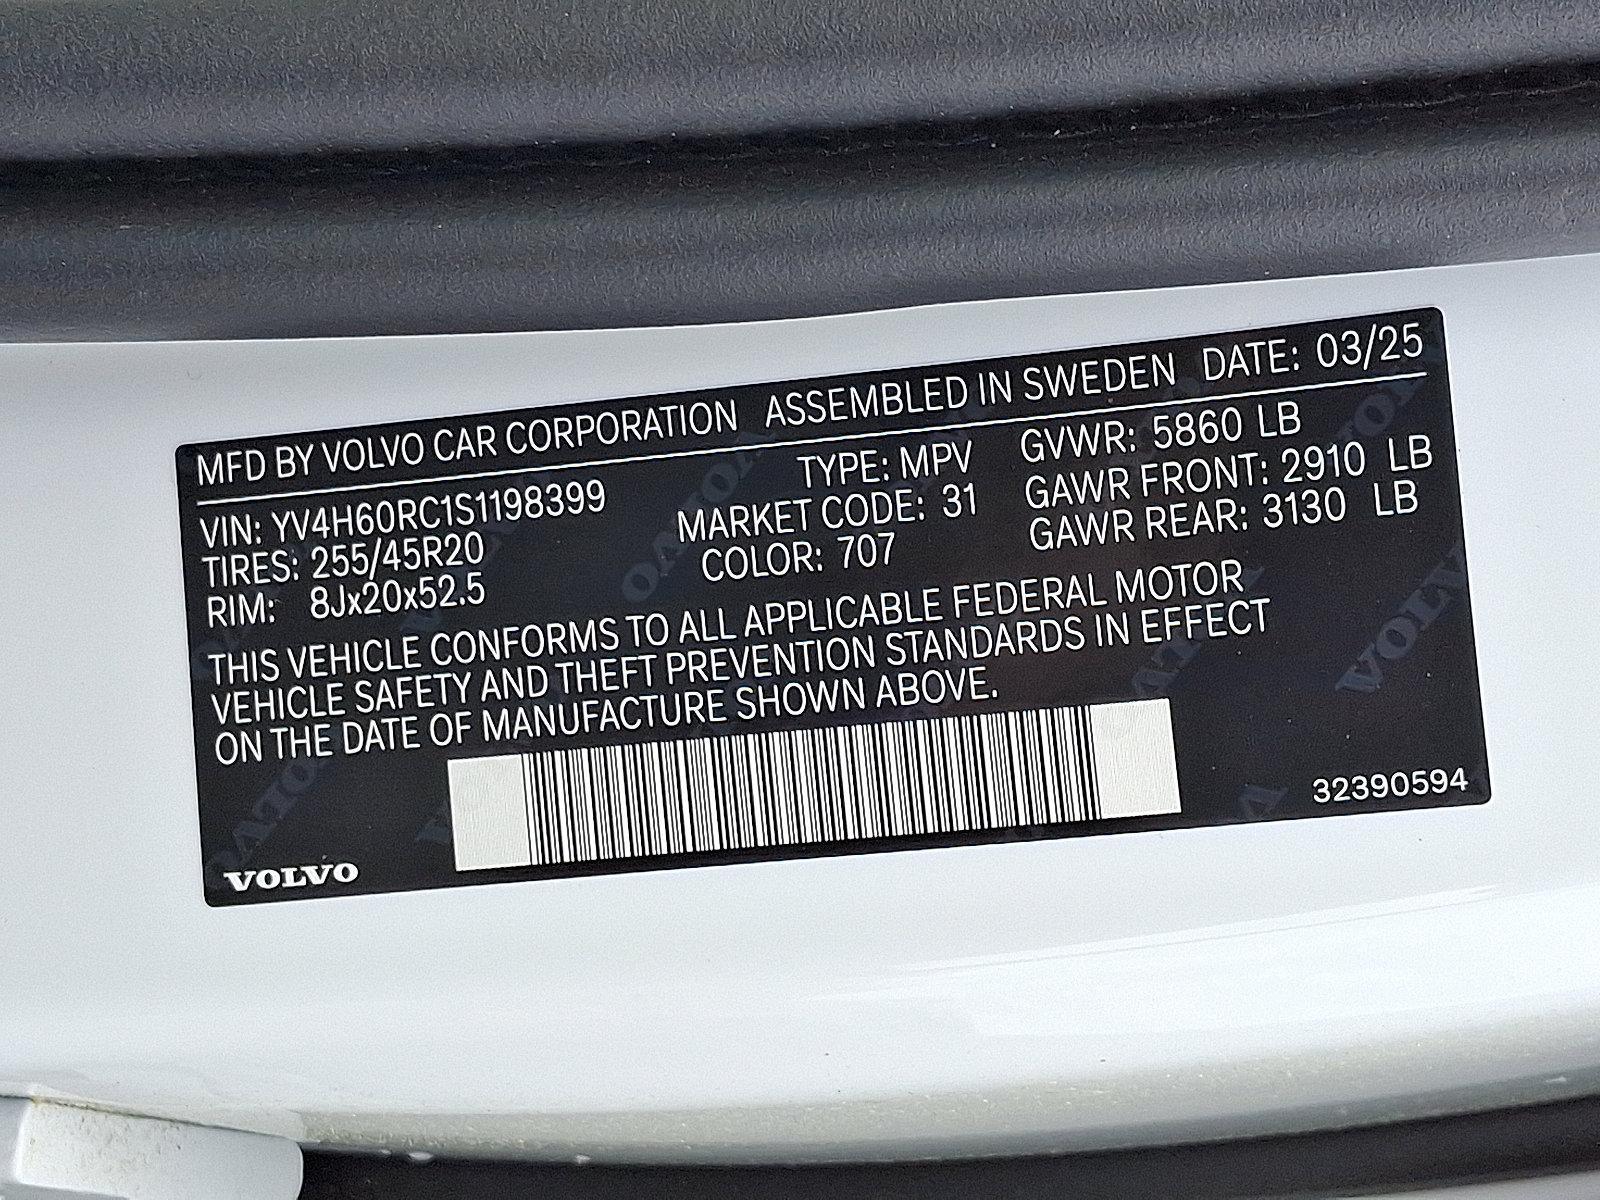 MFD BY VOLVO CAR CORPORATION ASSEMBLED IN SWEDEN DATE: 03/25
VIN: YV4H60RC1S1198399 TYPE: MPV GVWR: 5860 LB
TIRES: 255/45R20 MARKET CODE: 31 GAWR FRONT: 2910 LB
RIM: 8Jx20x52.5 COLOR: 707 GAWR REAR: 3130 LB
THIS VEHICLE CONFORMS TO ALL APPLICABLE FEDERAL MOTOR
VEHICLE SAFETY AND THEFT PREVENTION STANDARDS IN EFFECT
ON THE DATE OF MANUFACTURE SHOWN ABOVE.
32390594
VOLVO